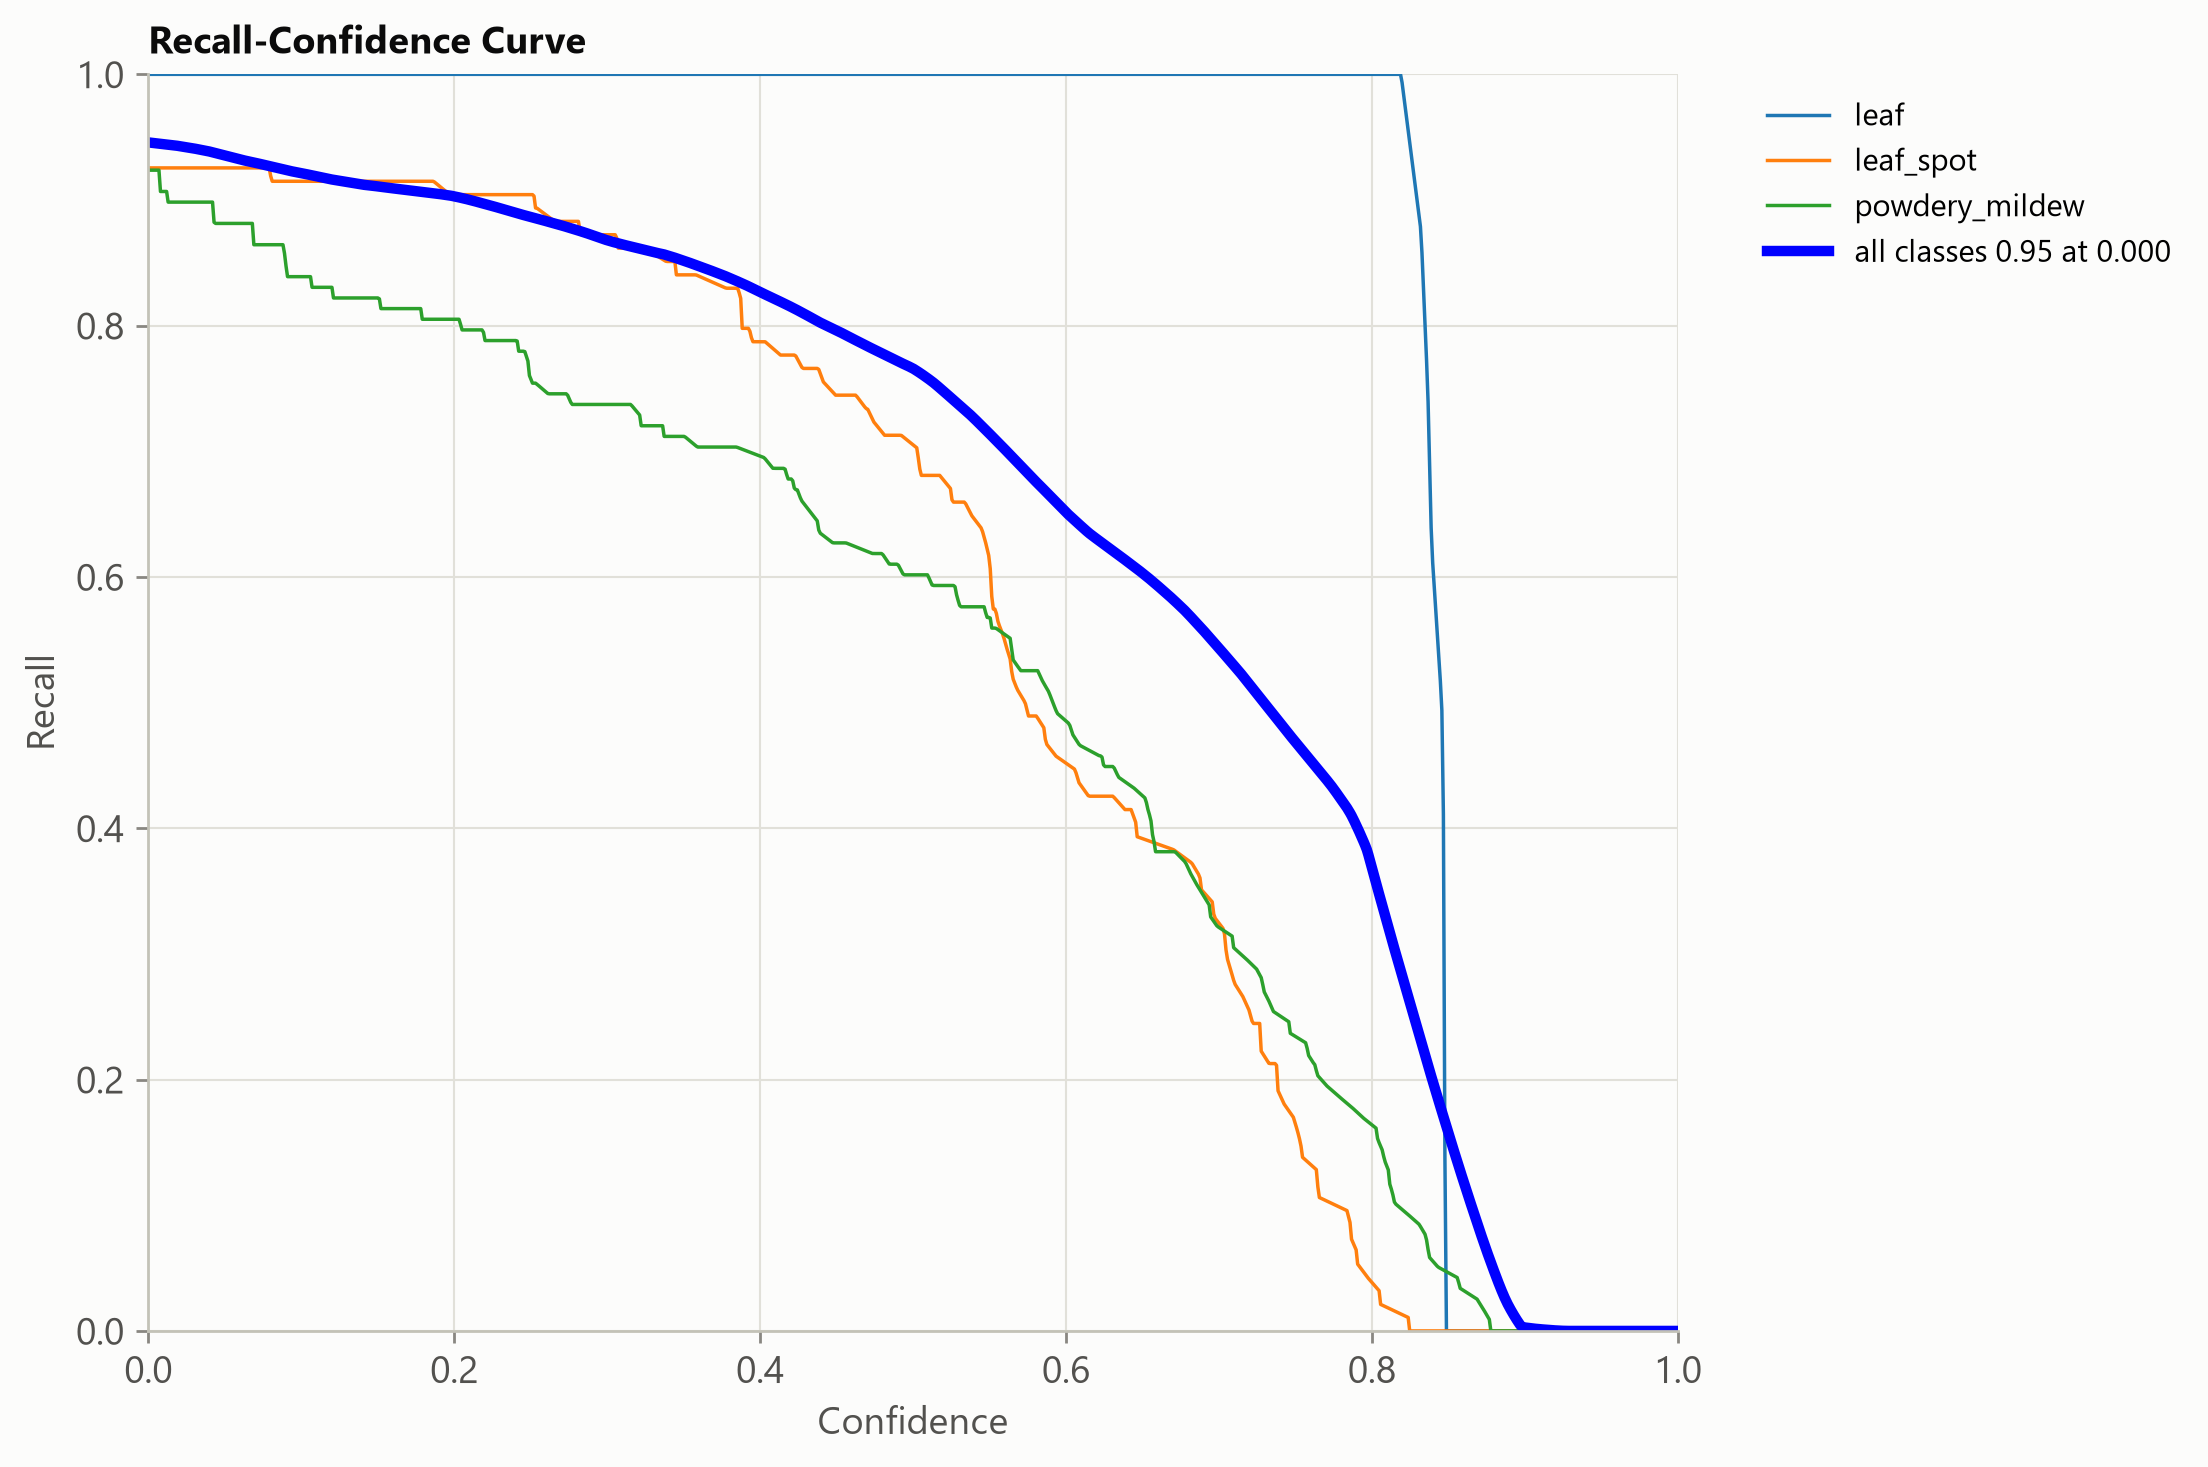 Recall-Confidence Curve
1.0
0.8
0.6
0.4
0.2
0.0
Recall
0.0 0.2 0.4 0.6 0.8 1.0
Confidence
leaf
leaf_spot
powdery_mildew
all classes 0.95 at 0.000